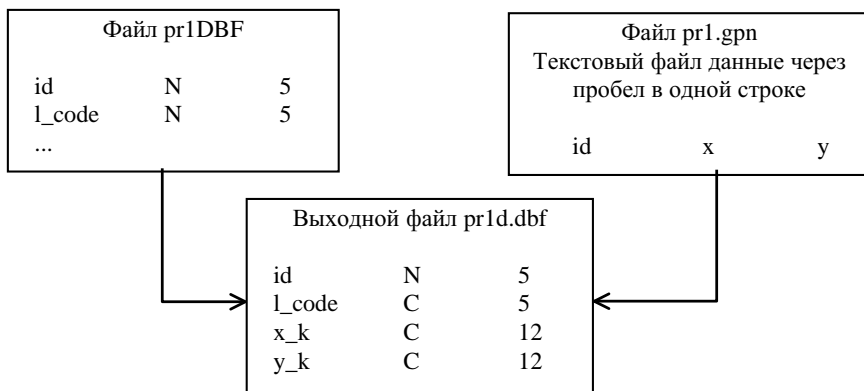 Файл pr1DBF
id N 5
l_code N 5
...
Файл pr1.gpn
Текстовый файл данные через
пробел в одной строке
id x y
Выходной файл pr1d.dbf
id N 5
l_code C 5
x_k C 12
y_k C 12